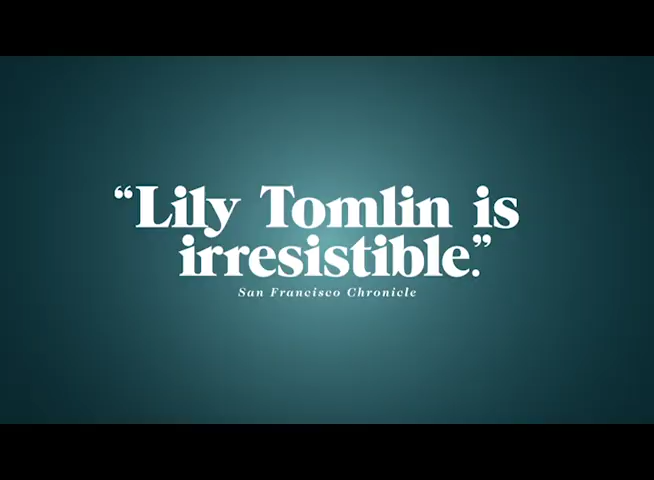 “Lily Tomlin is
irresistible.”
San Francisco Chronicle